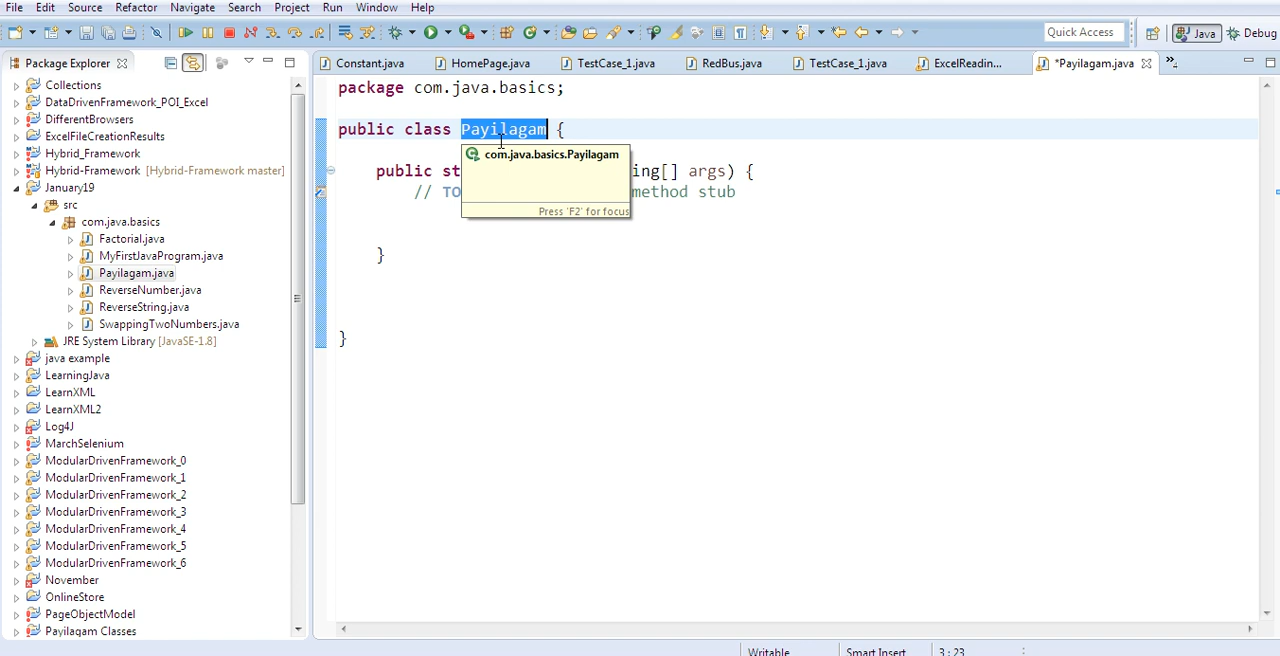 File Edit Source Refactor Navigate Search Project Run Window Help
Quick Access
Java
Debug
Package Explorer
Constant.java
HomePage.java
TestCase_1.java
RedBus.java
TestCase_1.java
ExcelReadin...
*Payilagam.java
Collections
DataDrivenFramework_POI_Excel
DifferentBrowsers
ExcelFileCreationResults
Hybrid_Framework
Hybrid-Framework [Hybrid-Framework master]
January19
src
com.java.basics
Factorial.java
MyFirstJavaProgram.java
Payilagam.java
ReverseNumber.java
ReverseString.java
SwappingTwoNumbers.java
JRE System Library [JavaSE-1.8]
java example
LearningJava
LearnXML
LearnXML2
Log4J
MarchSelenium
ModularDrivenFramework_0
ModularDrivenFramework_1
ModularDrivenFramework_2
ModularDrivenFramework_3
ModularDrivenFramework_4
ModularDrivenFramework_5
ModularDrivenFramework_6
November
OnlineStore
PageObjectModel
Payilagam Classes
package com.java.basics;
public class Payilagam {
com.java.basics.Payilagam
Press 'F2' for focus
public st ing[] args) {
// TO method stub
}
}
Writable Smart Insert 3 : 23